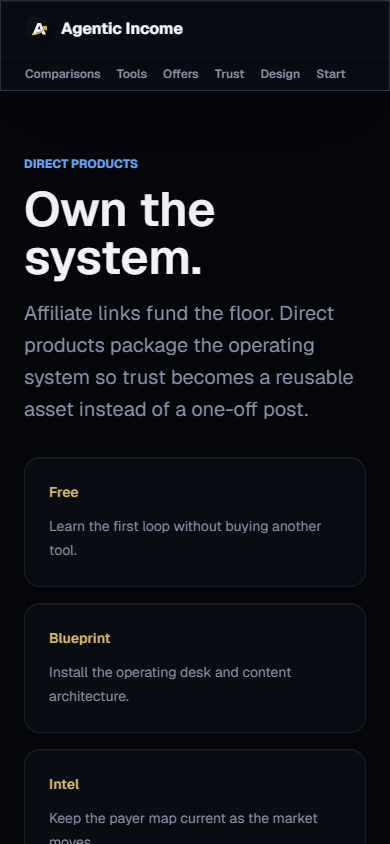 Agentic Income
Comparisons Tools Offers Trust Design Start
DIRECT PRODUCTS
Own the
system.
Affiliate links fund the floor. Direct
products package the operating
system so trust becomes a reusable
asset instead of a one-off post.
Free
Learn the first loop without buying another
tool.
Blueprint
Install the operating desk and content
architecture.
Intel
Keep the payer map current as the market
moves.